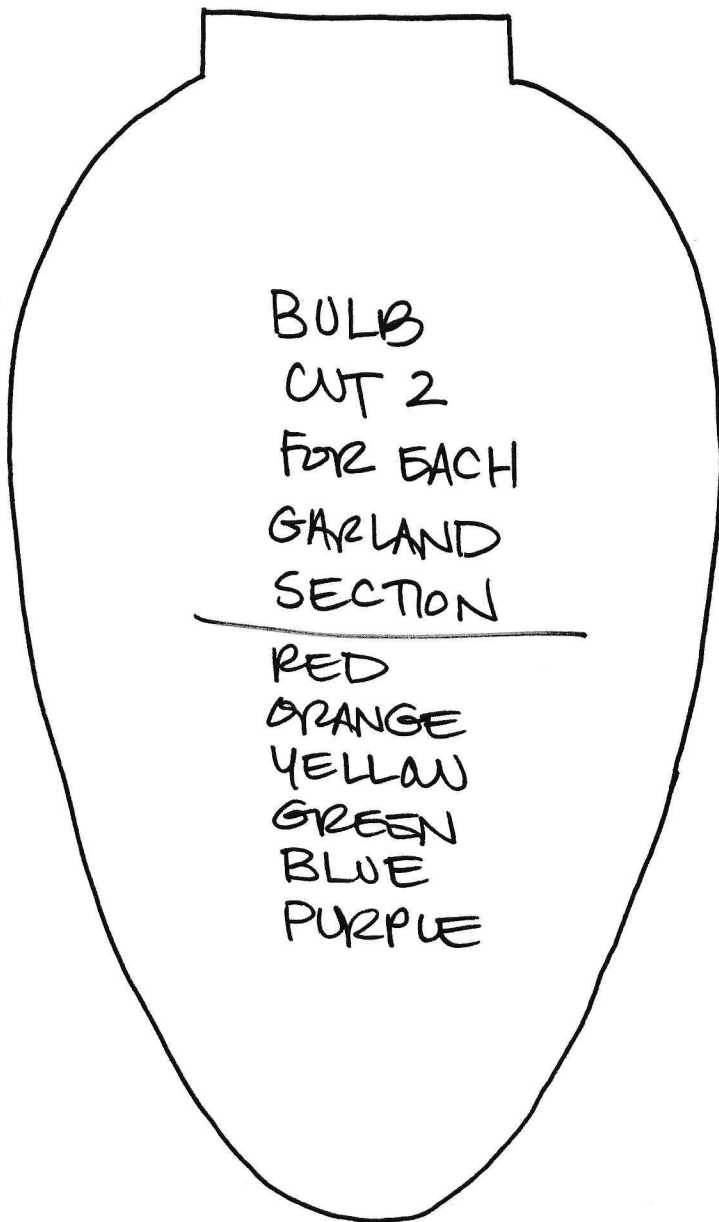 BULB
CUT 2
FOR EACH
GARLAND
SECTION
RED
ORANGE
YELLOW
GREEN
BLUE
PURPLE